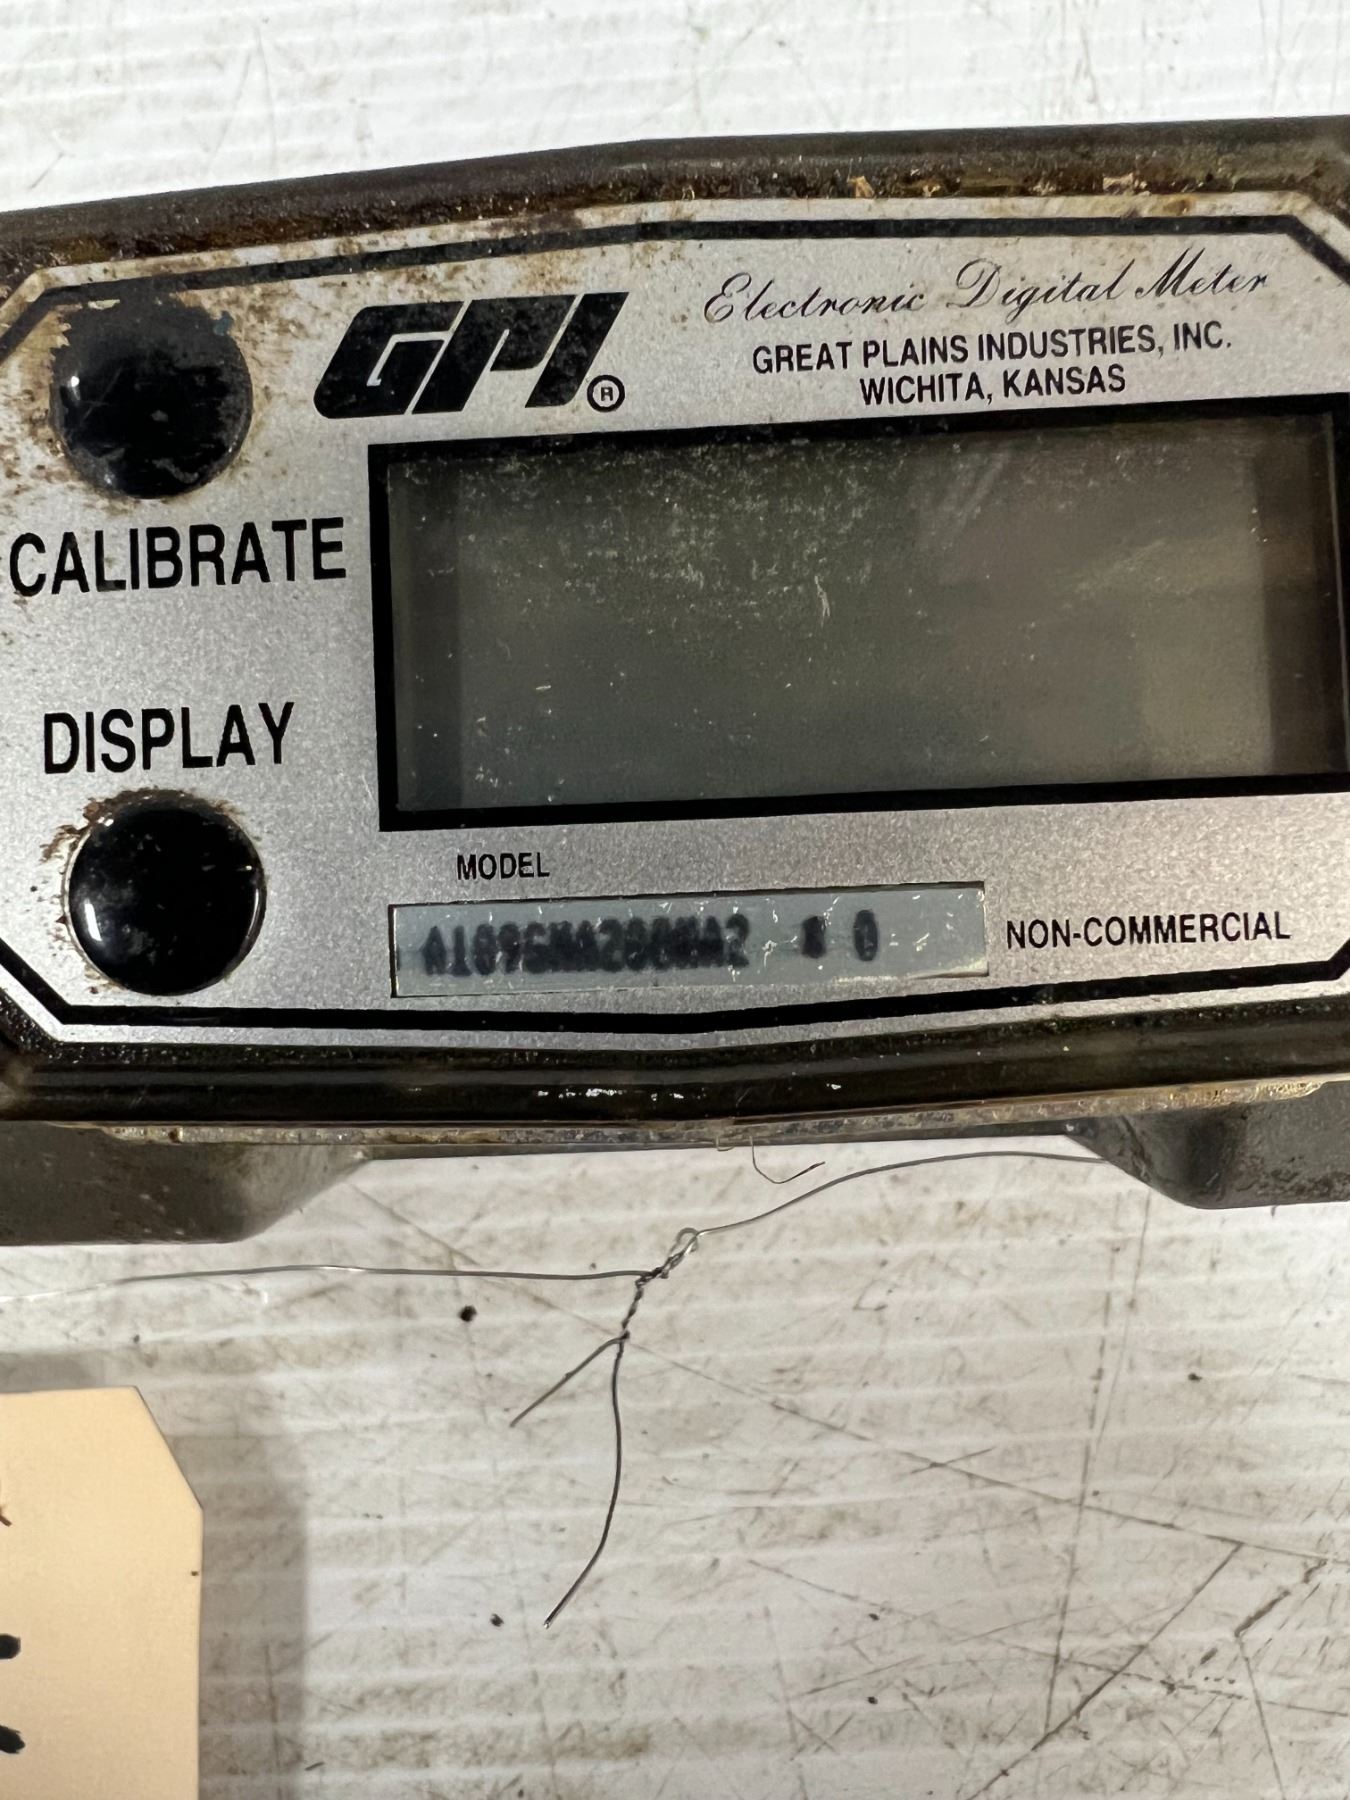 GPI®
Electronic Digital Meter
GREAT PLAINS INDUSTRIES, INC.
WICHITA, KANSAS
CALIBRATE
DISPLAY
MODEL
NON-COMMERCIAL